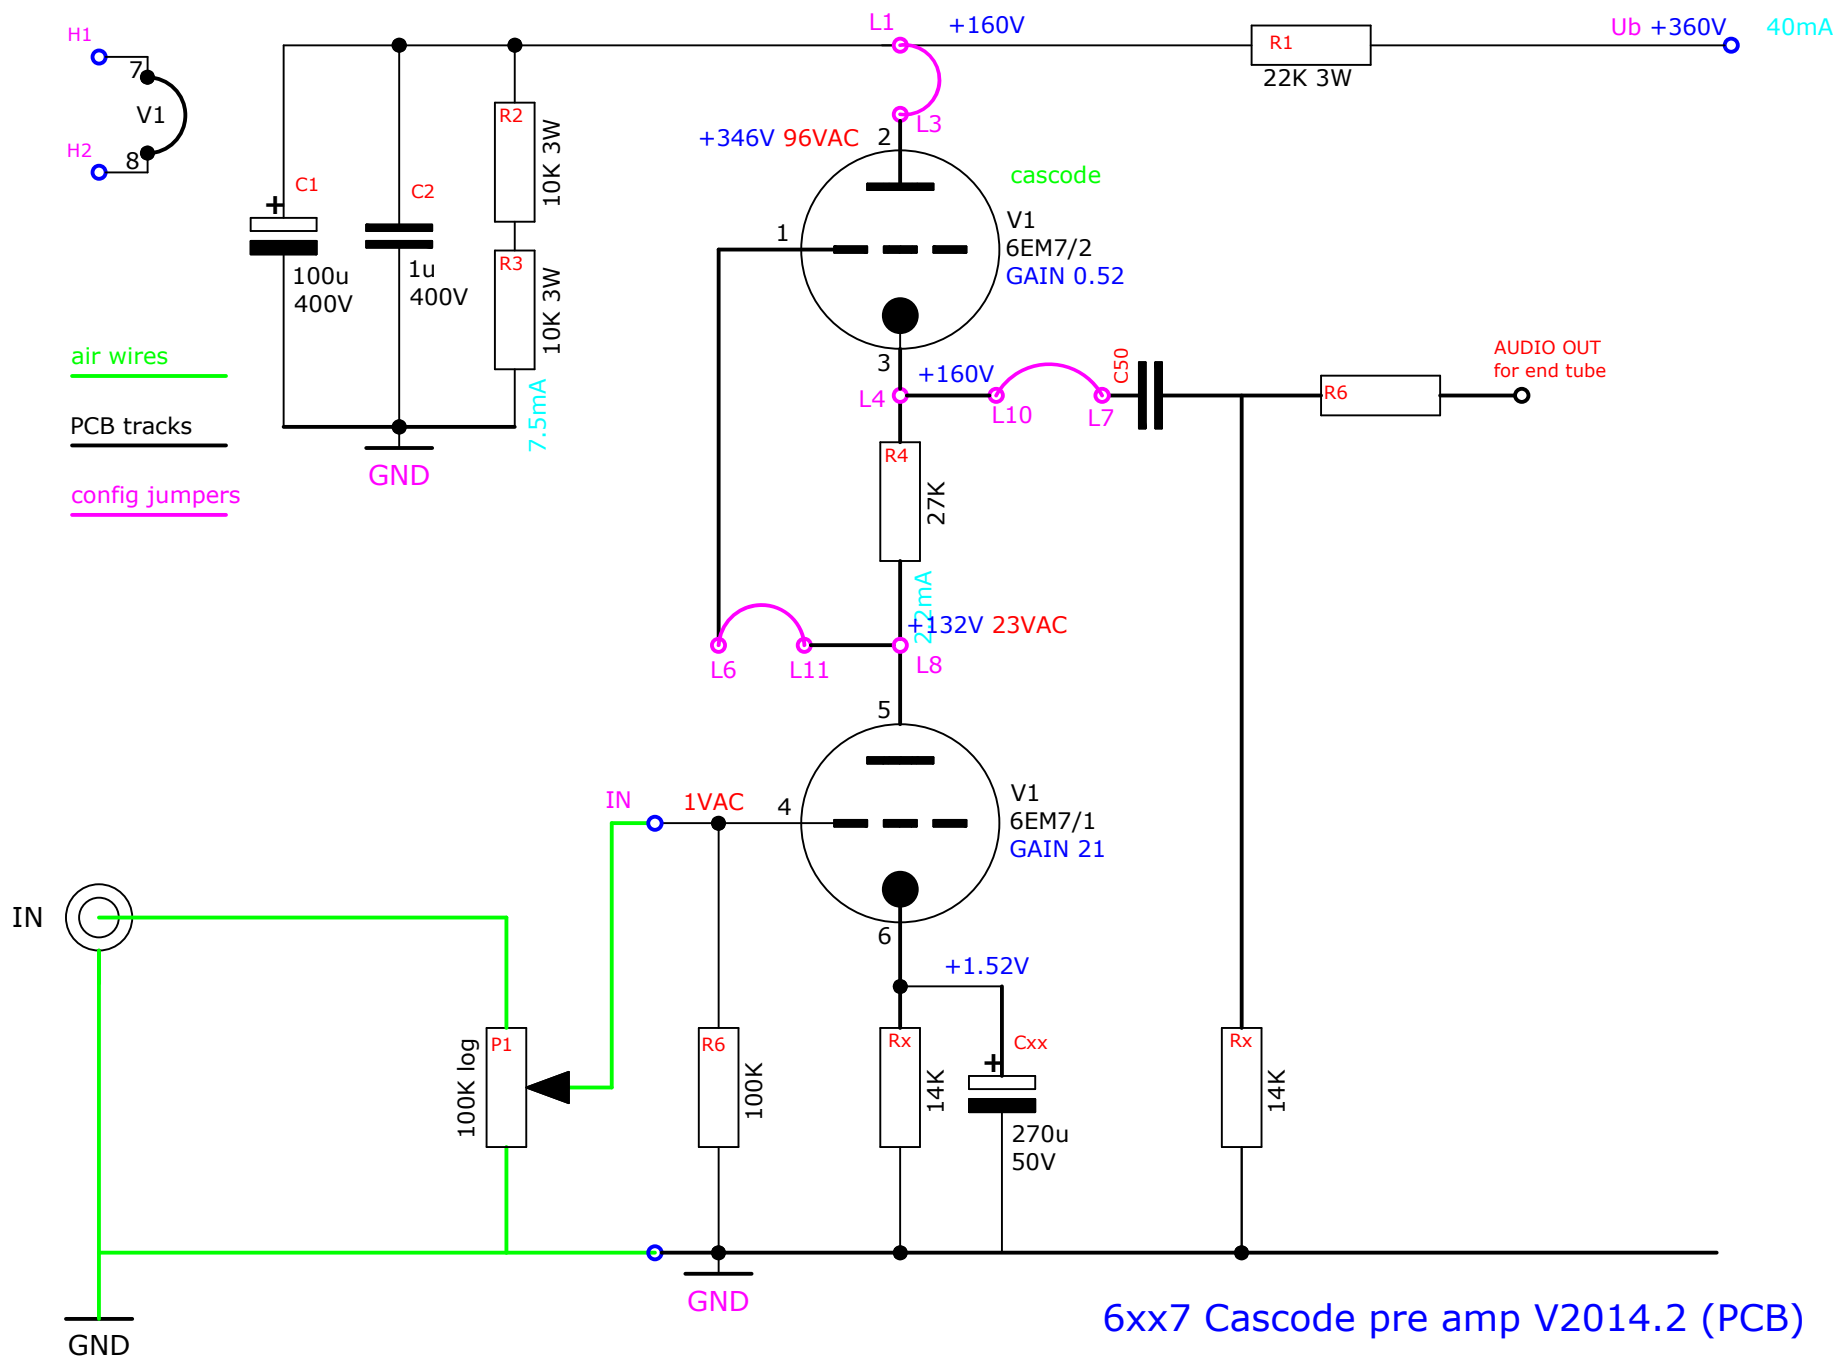 H1
7
V1
8
H2
C1
+
100u
400V
C2
1u
400V
R2
10K 3W
R3
10K 3W
7.5mA
GND
air wires
PCB tracks
config jumpers
L1
+160V
R1
22K 3W
Ub +360V
40mA
L3
+346V 96VAC
2
cascode
V1
6EM7/2
GAIN 0.52
1
3
+160V
L4
L10
L7
C50
R6
AUDIO OUT
for end tube
R4
27K
2.2mA
+132V 23VAC
L6
L11
L8
5
V1
6EM7/1
GAIN 21
IN
1VAC
4
6
+1.52V
IN
P1
100K log
R6
100K
Rx
14K
Cxx
+
270u
50V
Rx
14K
GND
GND
6xx7 Cascode pre amp V2014.2 (PCB)